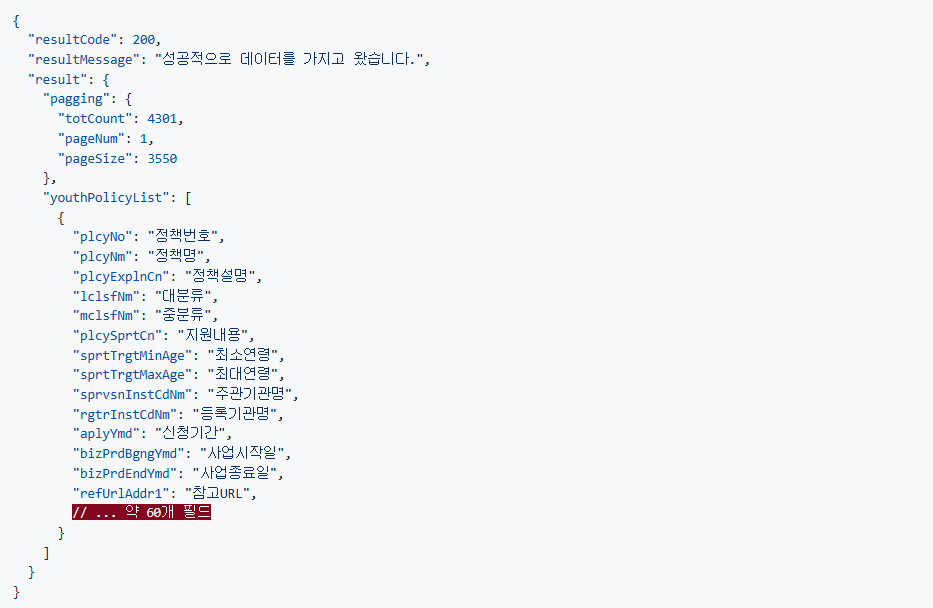 {
"resultCode": 200,
"resultMessage": "성공적으로 데이터를 가지고 왔습니다.",
"result": {
"pagging": {
"totCount": 4301,
"pageNum": 1,
"pageSize": 3550
},
"youthPolicyList": [
{
"plcyNo": "정책번호",
"plcyNm": "정책명",
"plcyExplnCn": "정책설명",
"lclsfNm": "대분류",
"mclsfNm": "중분류",
"plcySprtCn": "지원내용",
"sprtTrgtMinAge": "최소연령",
"sprtTrgtMaxAge": "최대연령",
"sprvsnInstCdNm": "주관기관명",
"rgtrInstCdNm": "등록기관명",
"aplyYmd": "신청기간",
"bizPrdBgngYmd": "사업시작일",
"bizPrdEndYmd": "사업종료일",
"refUrlAddr1": "참고URL",
// ... 약 60개 필드
}
]
}
}